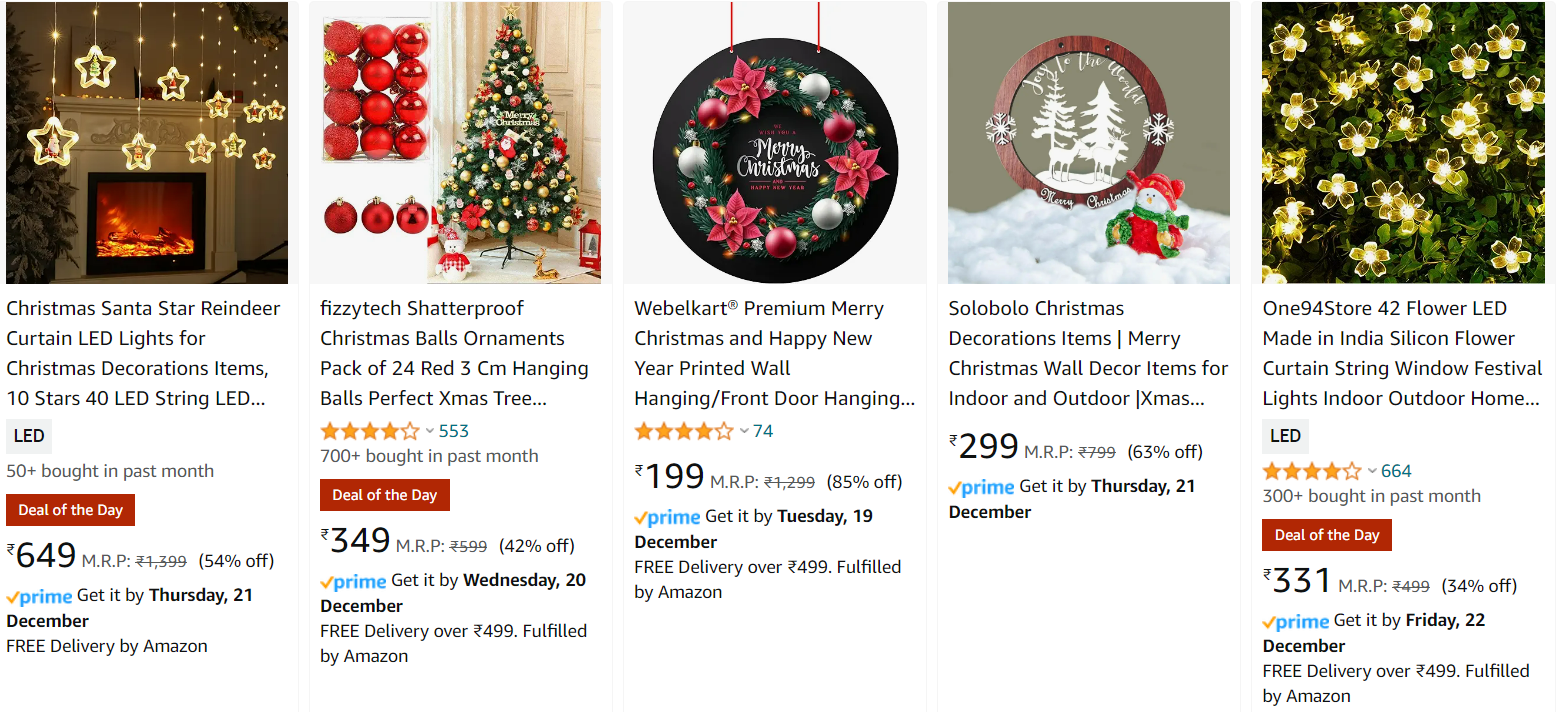 Merry
Christmas
WE
WISH YOU A
Merry
Christmas
AND
HAPPY NEW YEAR
Joy to the World
Merry Christmas
Christmas Santa Star Reindeer
Curtain LED Lights for
Christmas Decorations Items,
10 Stars 40 LED String LED...
LED
50+ bought in past month
Deal of the Day
₹649 M.R.P: ₹1,399 (54% off)
prime Get it by Thursday, 21
December
FREE Delivery by Amazon
fizzytech Shatterproof
Christmas Balls Ornaments
Pack of 24 Red 3 Cm Hanging
Balls Perfect Xmas Tree...
553
700+ bought in past month
Deal of the Day
₹349 M.R.P: ₹599 (42% off)
prime Get it by Wednesday, 20
December
FREE Delivery over ₹499. Fulfilled
by Amazon
Webelkart® Premium Merry
Christmas and Happy New
Year Printed Wall
Hanging/Front Door Hanging...
74
₹199 M.R.P: ₹1,299 (85% off)
prime Get it by Tuesday, 19
December
FREE Delivery over ₹499. Fulfilled
by Amazon
Solobolo Christmas
Decorations Items | Merry
Christmas Wall Decor Items for
Indoor and Outdoor |Xmas...
₹299 M.R.P: ₹799 (63% off)
prime Get it by Thursday, 21
December
One94Store 42 Flower LED
Made in India Silicon Flower
Curtain String Window Festival
Lights Indoor Outdoor Home...
LED
664
300+ bought in past month
Deal of the Day
₹331 M.R.P: ₹499 (34% off)
prime Get it by Friday, 22
December
FREE Delivery over ₹499. Fulfilled
by Amazon